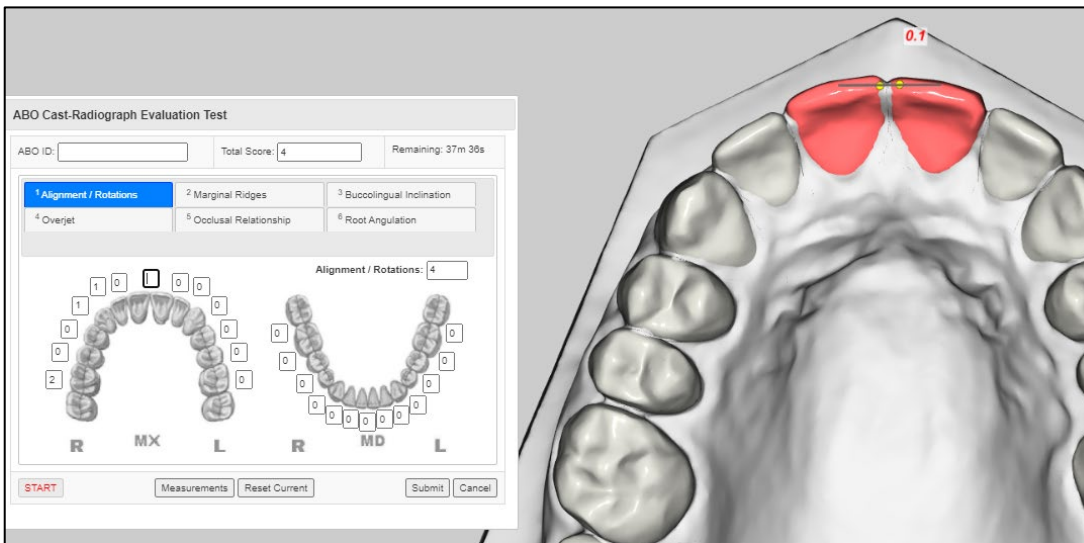 0.1
ABO Cast-Radiograph Evaluation Test
ABO ID: Total Score: 4 Remaining: 37m 36s
1 Alignment / Rotations 2 Marginal Ridges 3 Buccolingual Inclination
4 Overjet 5 Occlusal Relationship 6 Root Angulation
Alignment / Rotations: 4
1 0 0 0
1 0
0 0 0 0
0 0 0 0
2 0 0 0
0 0
0 0 0 0 0 0
R MX L R MD L
START Measurements Reset Current Submit Cancel